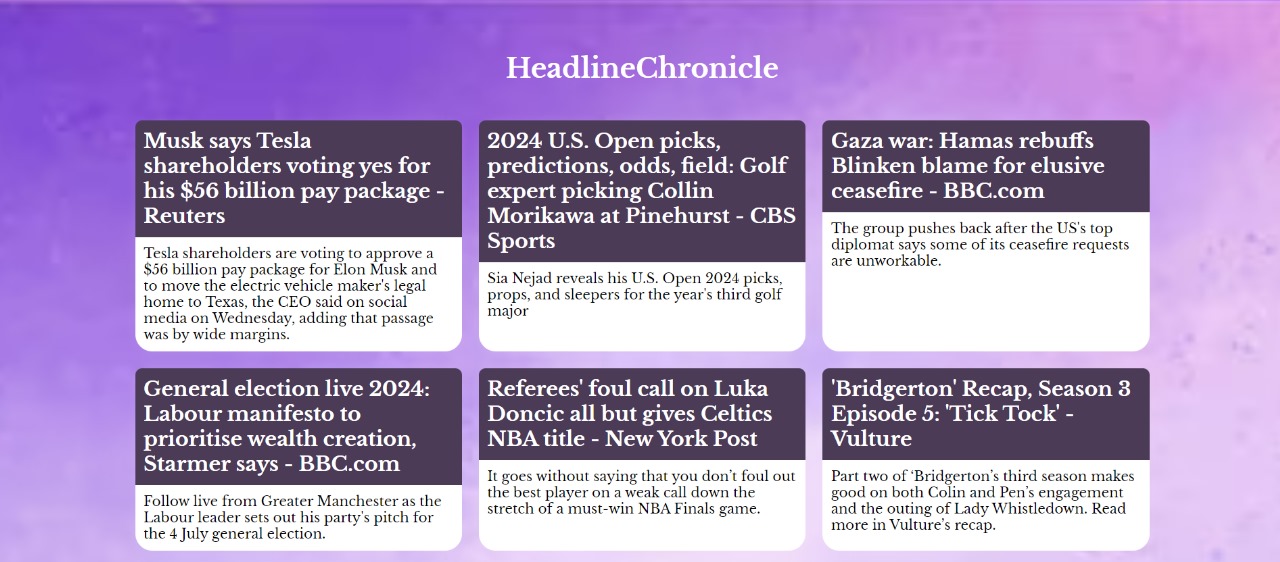 HeadlineChronicle
Musk says Tesla
shareholders voting yes for
his $56 billion pay package -
Reuters
Tesla shareholders are voting to approve a
$56 billion pay package for Elon Musk and
to move the electric vehicle maker's legal
home to Texas, the CEO said on social
media on Wednesday, adding that passage
was by wide margins.
2024 U.S. Open picks,
predictions, odds, field: Golf
expert picking Collin
Morikawa at Pinehurst - CBS
Sports
Sia Nejad reveals his U.S. Open 2024 picks,
props, and sleepers for the year's third golf
major
Gaza war: Hamas rebuffs
Blinken blame for elusive
ceasefire - BBC.com
The group pushes back after the US's top
diplomat says some of its ceasefire requests
are unworkable.
General election live 2024:
Labour manifesto to
prioritise wealth creation,
Starmer says - BBC.com
Follow live from Greater Manchester as the
Labour leader sets out his party's pitch for
the 4 July general election.
Referees' foul call on Luka
Doncic all but gives Celtics
NBA title - New York Post
It goes without saying that you don’t foul out
the best player on a weak call down the
stretch of a must-win NBA Finals game.
'Bridgerton' Recap, Season 3
Episode 5: 'Tick Tock' -
Vulture
Part two of ‘Bridgerton’s third season makes
good on both Colin and Pen’s engagement
and the outing of Lady Whistledown. Read
more in Vulture’s recap.